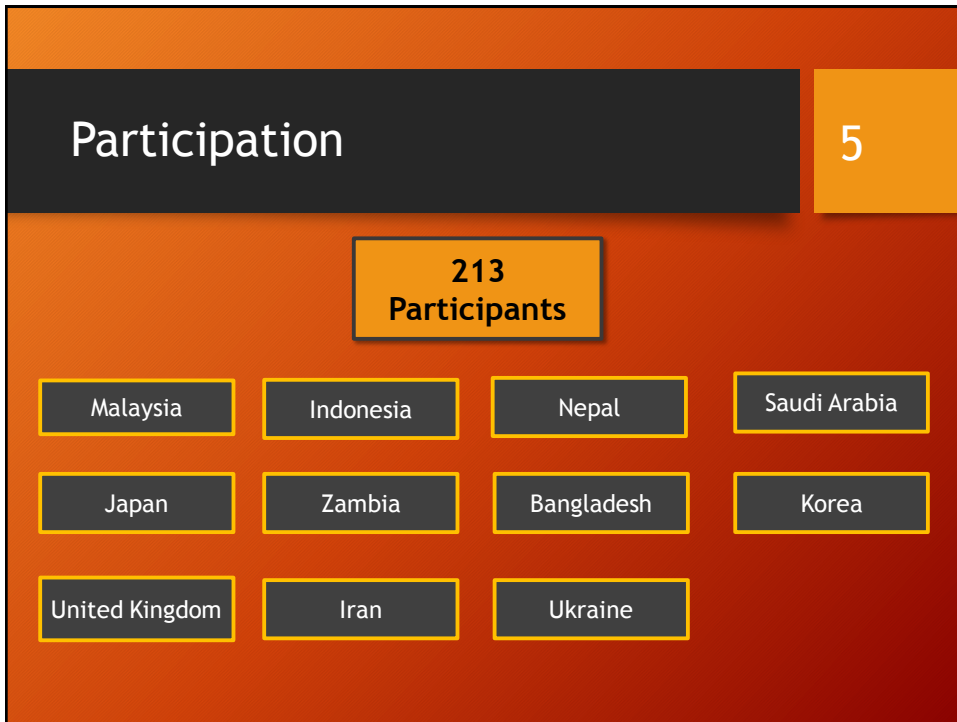 Participation
5
213
Participants
Malaysia
Indonesia
Nepal
Saudi Arabia
Japan
Zambia
Bangladesh
Korea
United Kingdom
Iran
Ukraine